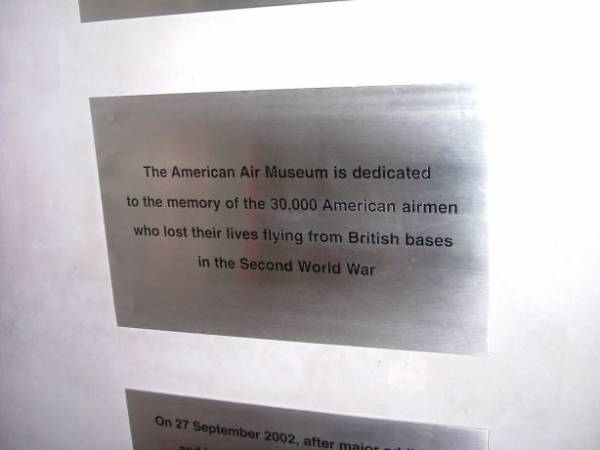 The American Air Museum is dedicated
to the memory of the 30,000 American airmen
who lost their lives flying from British bases
in the Second World War
On 27 September 2002, after major